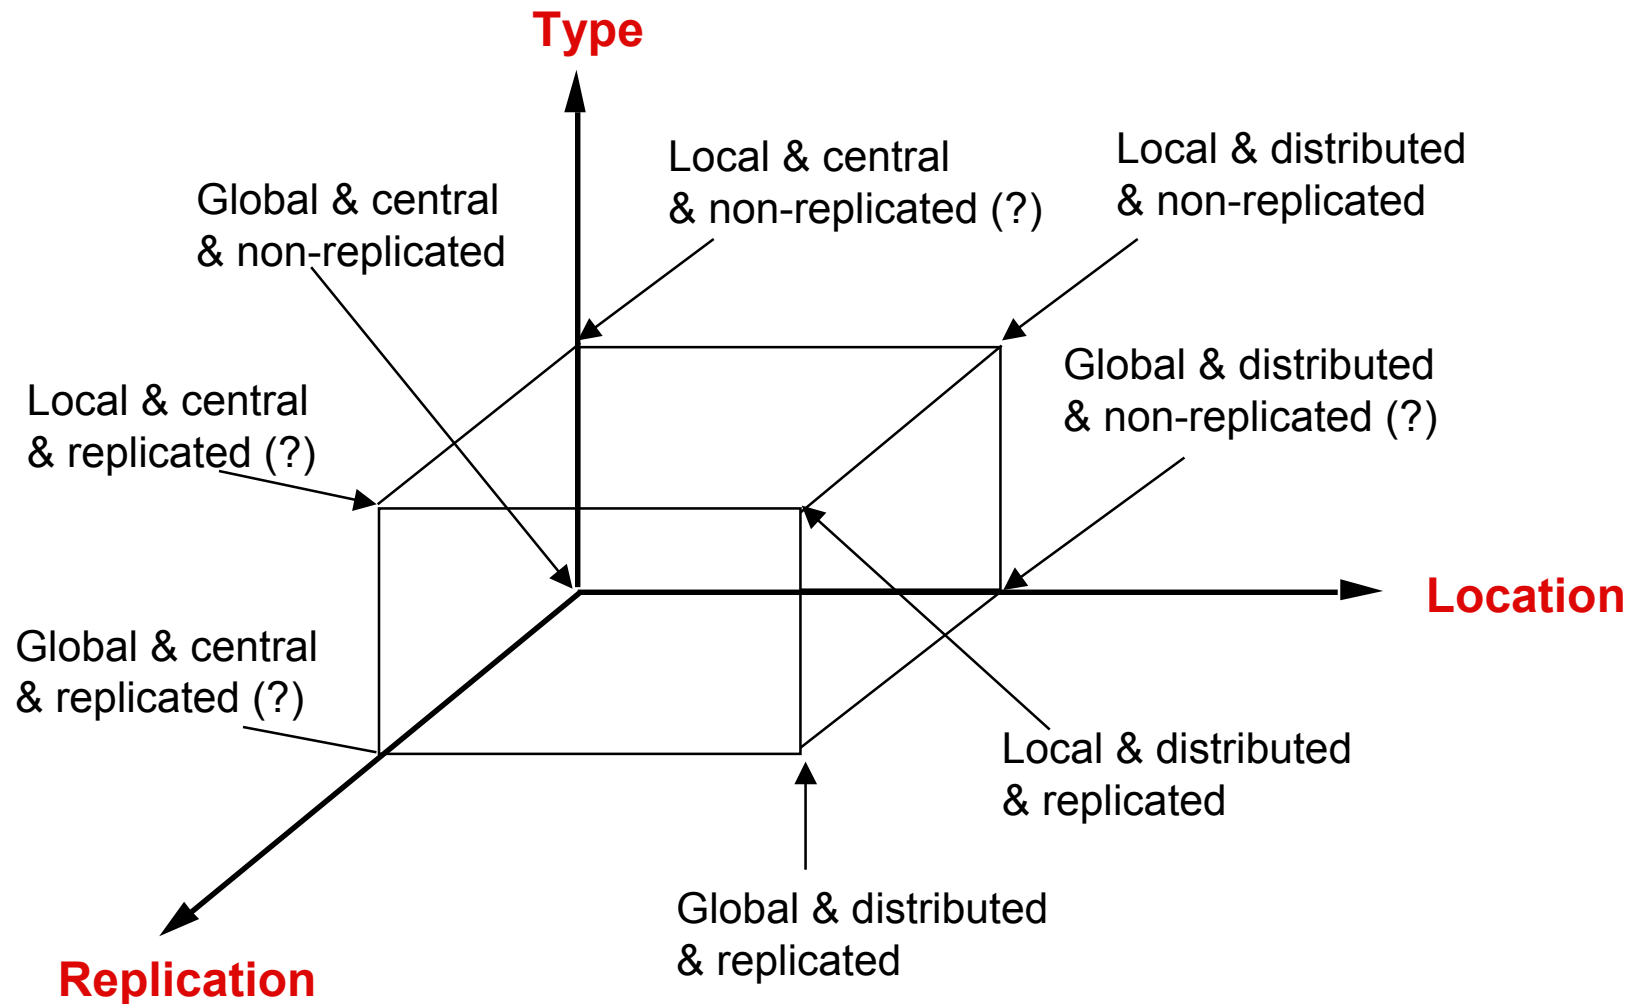 Type
Local & central
& non-replicated (?)
Local & distributed
& non-replicated
Global & central
& non-replicated
Global & distributed
& non-replicated (?)
Local & central
& replicated (?)
Location
Global & central
& replicated (?)
Local & distributed
& replicated
Global & distributed
& replicated
Replication